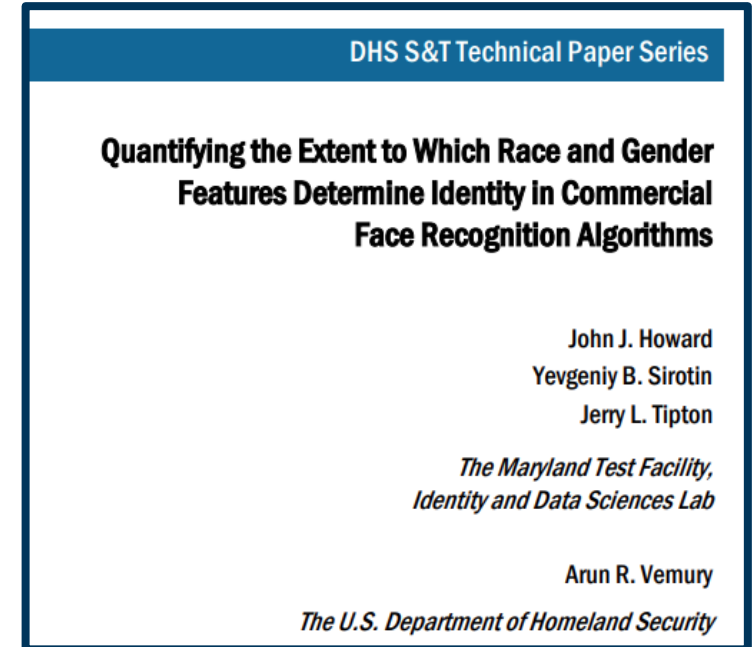 DHS S&T Technical Paper Series
Quantifying the Extent to Which Race and Gender
Features Determine Identity in Commercial
Face Recognition Algorithms
John J. Howard
Yevgeniy B. Sirotin
Jerry L. Tipton
The Maryland Test Facility,
Identity and Data Sciences Lab
Arun R. Vemury
The U.S. Department of Homeland Security